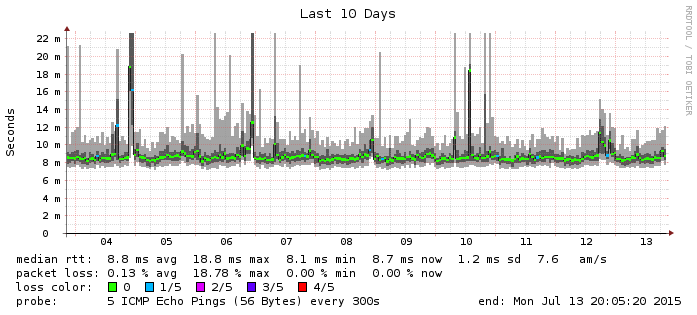 Last 10 Days
RRDTOOL / TOBI OETIKER
Seconds
22 m
20 m
18 m
16 m
14 m
12 m
10 m
8 m
6 m
4 m
2 m
0
04 05 06 07 08 09 10 11 12 13
median rtt: 8.8 ms avg 18.8 ms max 8.1 ms min 8.7 ms now 1.2 ms sd 7.6 am/s
packet loss: 0.13 % avg 18.78 % max 0.00 % min 0.00 % now
loss color: 0 1/5 2/5 3/5 4/5
probe: 5 ICMP Echo Pings (56 Bytes) every 300s end: Mon Jul 13 20:05:20 2015